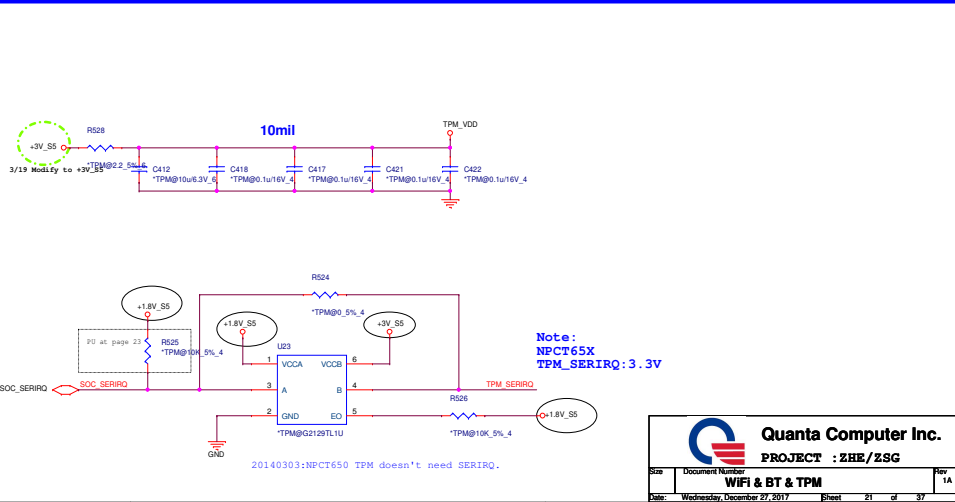 10mil
TPM_VDD
R528
+3V_S5
*TPM@2.2_5%_6
3/19 Modify to +3V_S5
C412
*TPM@10u/6.3V_6
C418
*TPM@0.1u/16V_4
C417
*TPM@0.1u/16V_4
C421
*TPM@0.1u/16V_4
C422
*TPM@0.1u/16V_4
R524
*TPM@0_5%_4
+1.8V_S5
+1.8V_S5
+3V_S5
PU at page 23
R525
*TPM@10K_5%_4
U23
1 VCCA VCCB 6
3 A B 4
2 GND EO 5
*TPM@G2129TL1U
SOC_SERIRQ
SOC_SERIRQ
TPM_SERIRQ
R526
*TPM@10K_5%_4
+1.8V_S5
GND
Note:
NPCT65X
TPM_SERIRQ:3.3V
20140303:NPCT650 TPM doesn't need SERIRQ.
Quanta Computer Inc.
PROJECT : ZHE/ZSG
Size Document Number Rev
WiFi & BT & TPM 1A
Date: Wednesday, December 27, 2017 Sheet 21 of 37